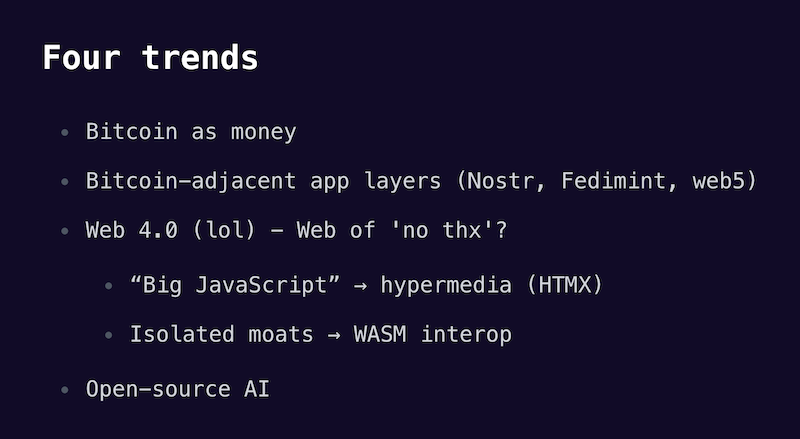 Four trends
• Bitcoin as money
• Bitcoin-adjacent app layers (Nostr, Fedimint, web5)
• Web 4.0 (lol) - Web of 'no thx'?
• “Big JavaScript” → hypermedia (HTMX)
• Isolated moats → WASM interop
• Open-source AI